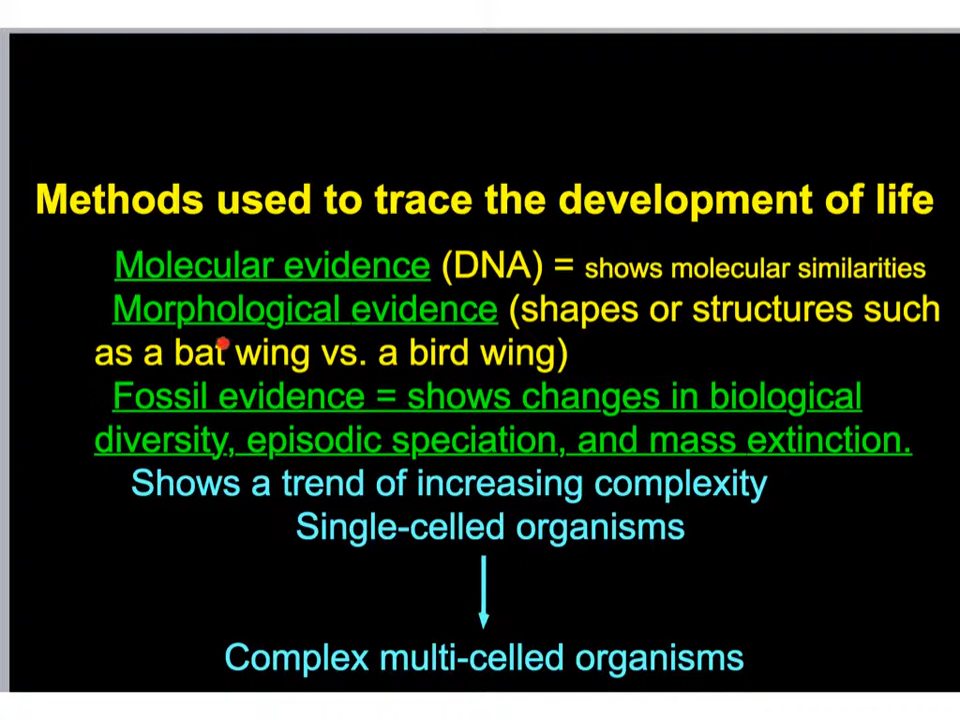 Methods used to trace the development of life
Molecular evidence (DNA) = shows molecular similarities
Morphological evidence (shapes or structures such
as a bat wing vs. a bird wing)
Fossil evidence = shows changes in biological
diversity, episodic speciation, and mass extinction.
Shows a trend of increasing complexity
Single-celled organisms
Complex multi-celled organisms